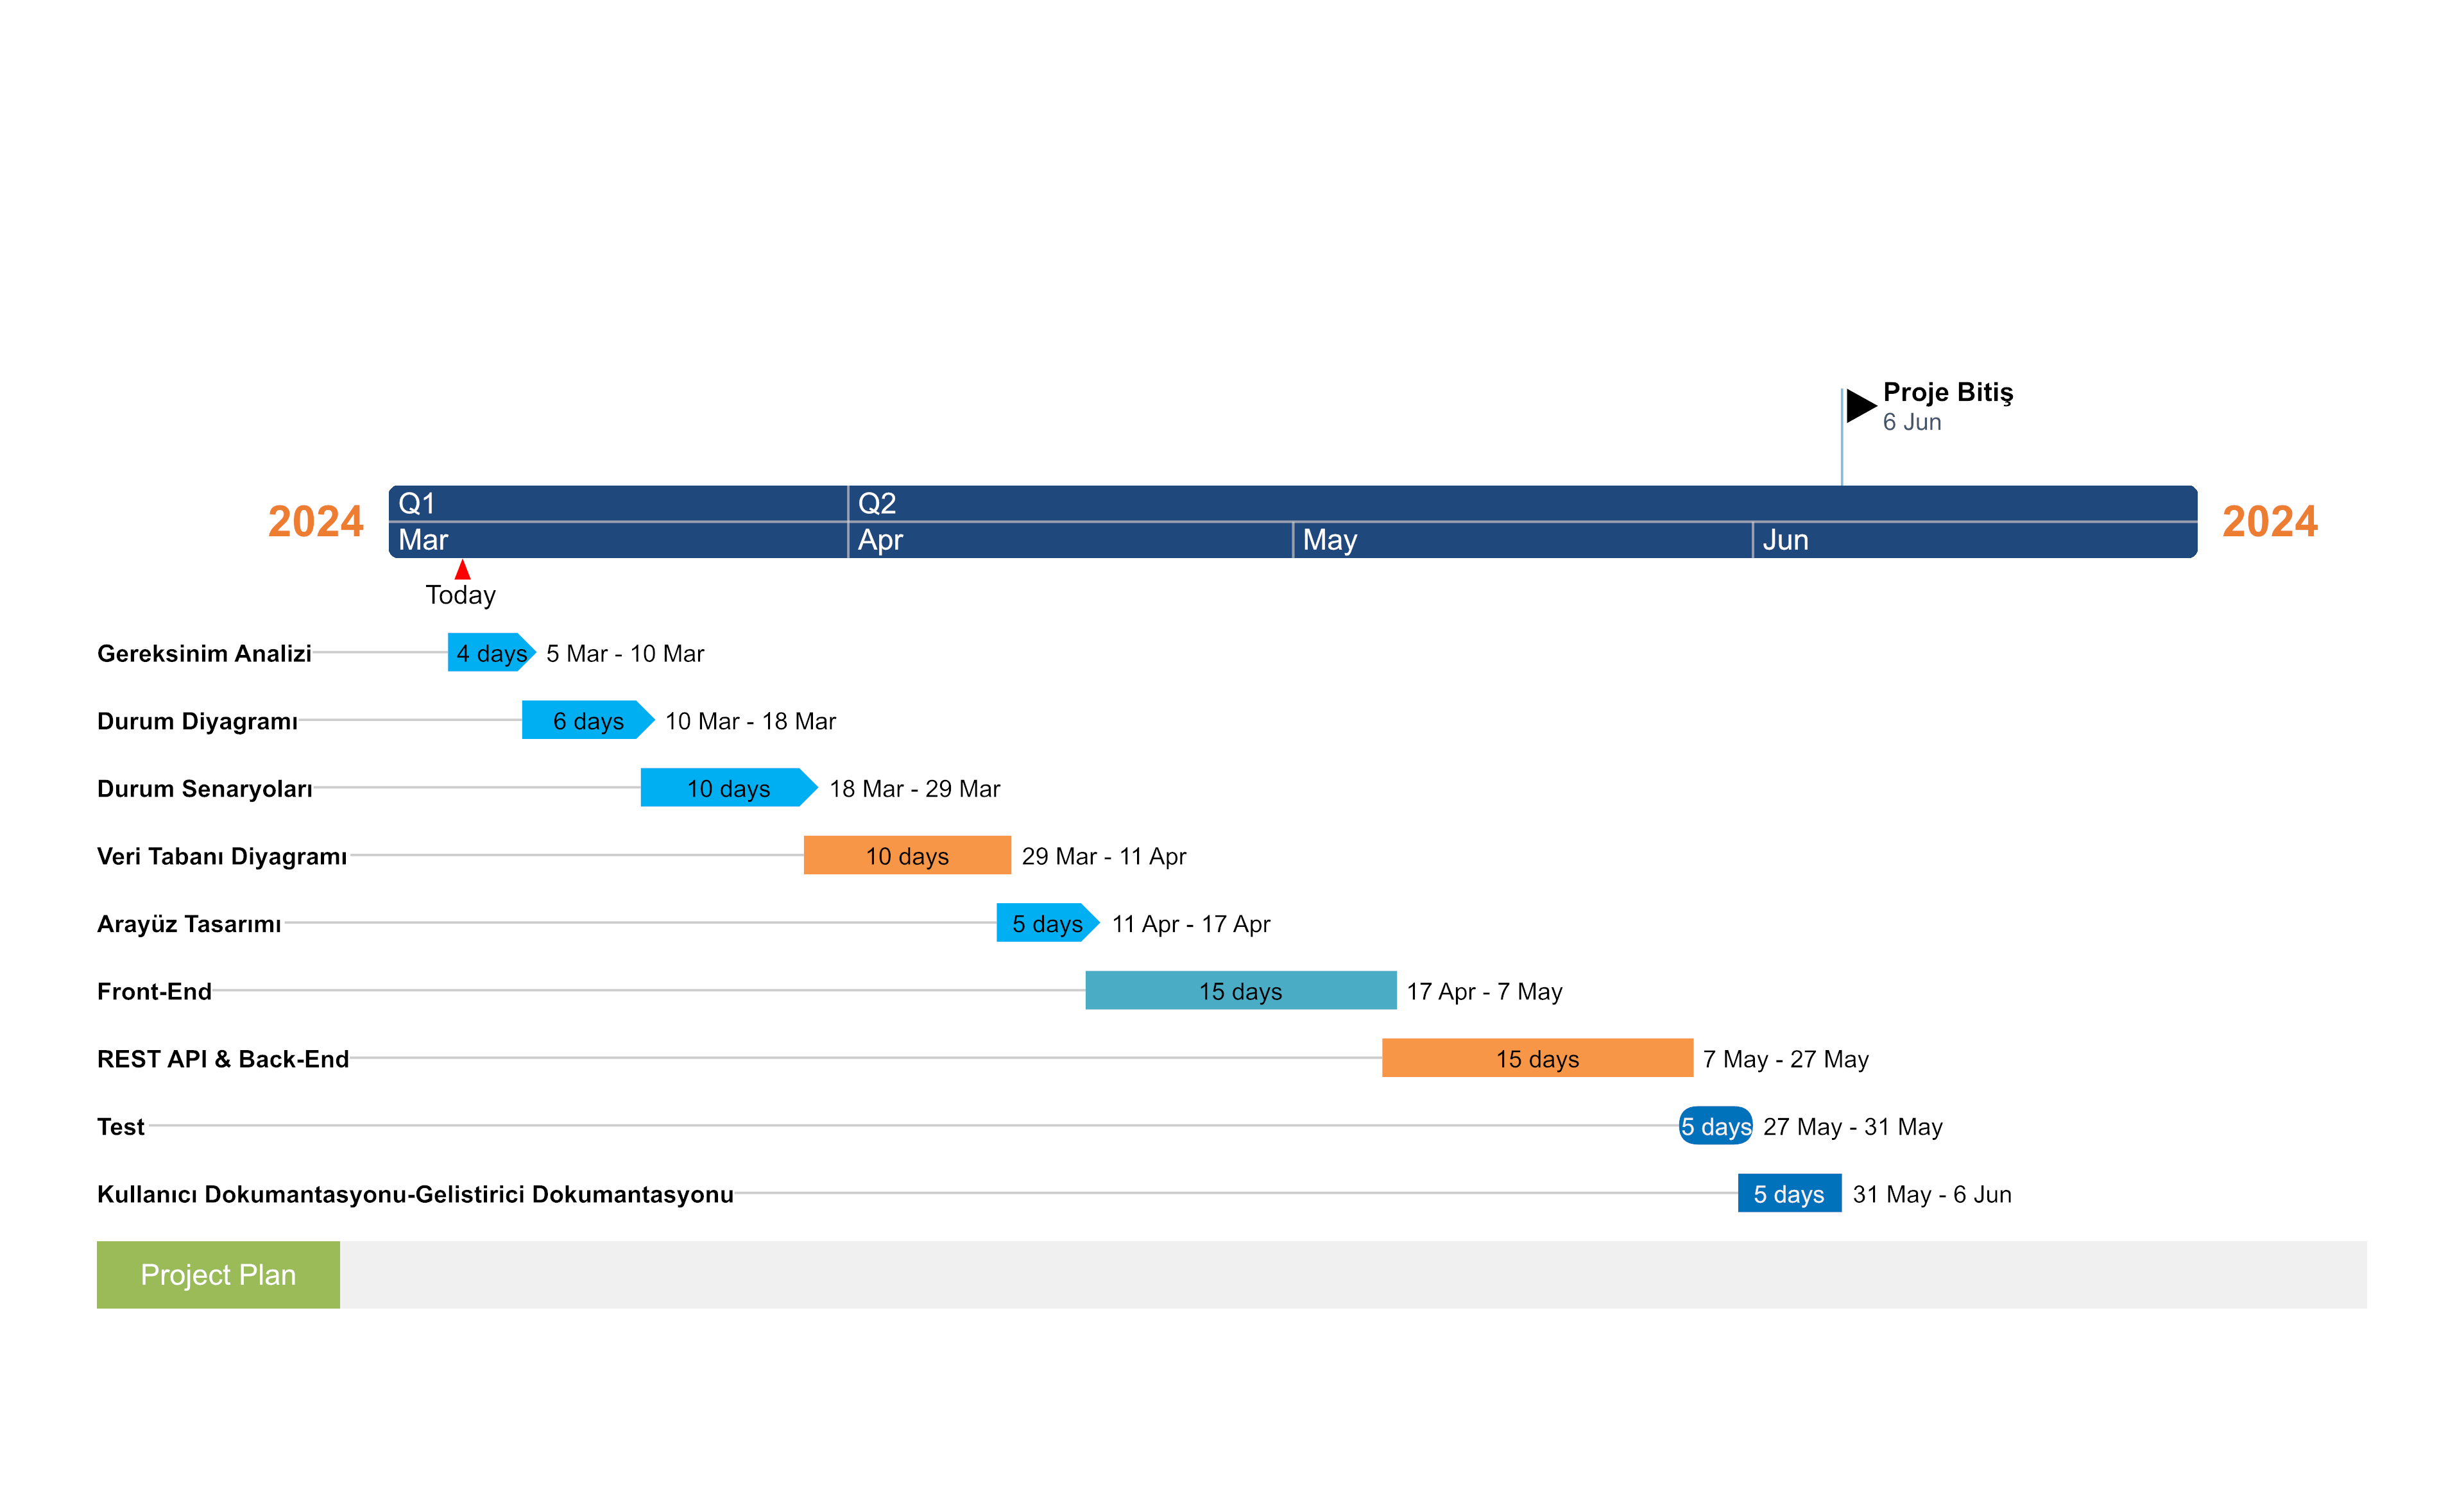 Proje Bitiş
6 Jun
2024
Q1 Q2
Mar Apr May Jun
2024
Today
Gereksinim Analizi 4 days 5 Mar - 10 Mar
Durum Diyagramı 6 days 10 Mar - 18 Mar
Durum Senaryoları 10 days 18 Mar - 29 Mar
Veri Tabanı Diyagramı 10 days 29 Mar - 11 Apr
Arayüz Tasarımı 5 days 11 Apr - 17 Apr
Front-End 15 days 17 Apr - 7 May
REST API & Back-End 15 days 7 May - 27 May
Test 5 days 27 May - 31 May
Kullanıcı Dokumantasyonu-Gelistirici Dokumantasyonu 5 days 31 May - 6 Jun
Project Plan